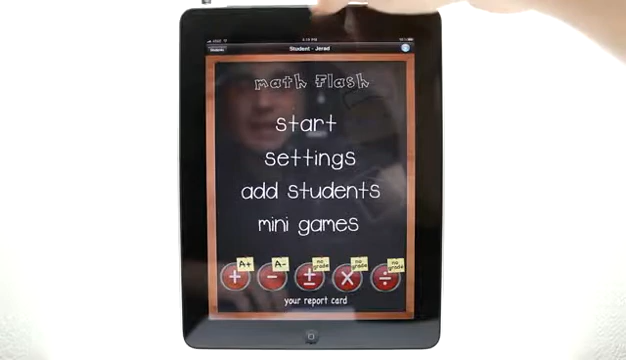 Student - Jerad
math Flash
start
settings
add students
mini games
A+ A- no grade no grade no grade
+ - ± x ÷
your report card